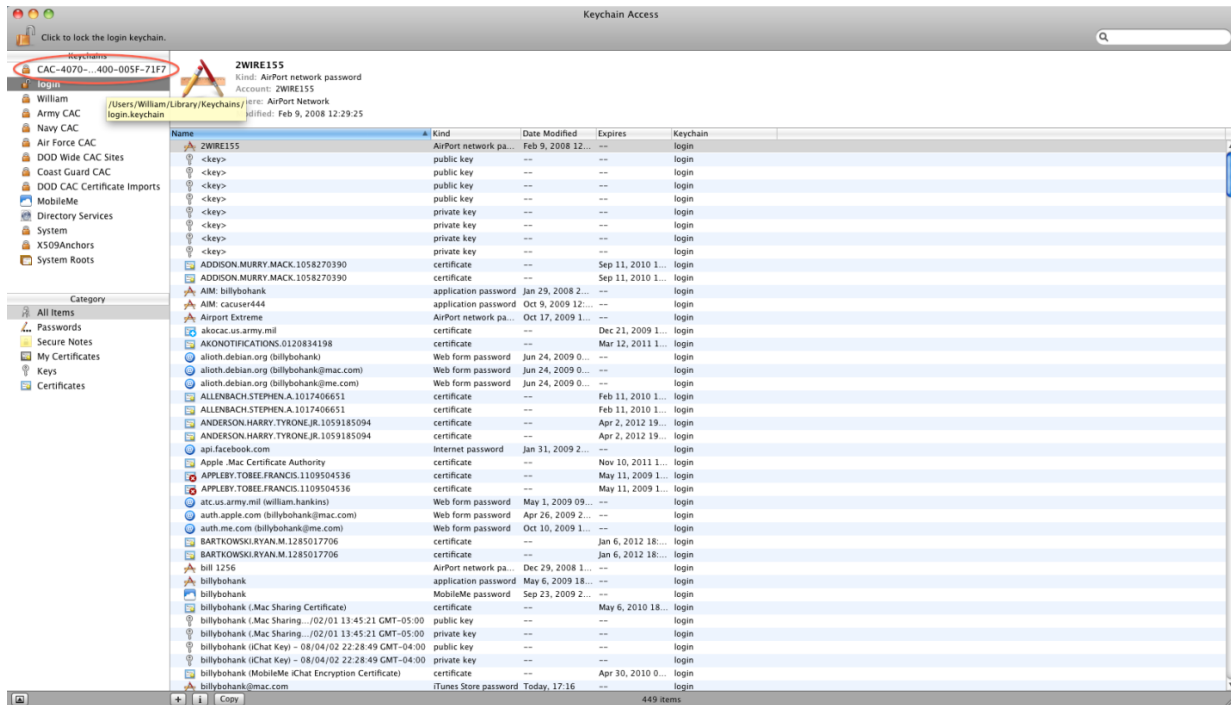 Keychain Access
Click to lock the login keychain.
Keychains
CAC-4070-...400-005F-71F7
login
William
Army CAC
Navy CAC
Air Force CAC
DOD Wide CAC Sites
Coast Guard CAC
DOD CAC Certificate Imports
MobileMe
Directory Services
System
X509Anchors
System Roots
/Users/William/Library/Keychains/
login.keychain
Category
All Items
Passwords
Secure Notes
My Certificates
Keys
Certificates
2WIRE155
Kind: AirPort network password
Account: 2WIRE155
ere: AirPort Network
dified: Feb 9, 2008 12:29:25
Name Kind Date Modified Expires Keychain
2WIRE155 AirPort network pa... Feb 9, 2008 12... -- login
<key> public key -- -- login
<key> public key -- -- login
<key> public key -- -- login
<key> public key -- -- login
<key> private key -- -- login
<key> private key -- -- login
<key> private key -- -- login
<key> private key -- -- login
ADDISON.MURRY.MACK.1058270390 certificate -- Sep 11, 2010 1... login
ADDISON.MURRY.MACK.1058270390 certificate -- Sep 11, 2010 1... login
AIM: billybohank application password Jan 29, 2008 2... -- login
AIM: cacuser444 application password Oct 9, 2009 12:... -- login
Airport Extreme AirPort network pa... Oct 17, 2009 1... -- login
akocac.us.army.mil certificate -- Dec 21, 2009 1... login
AKONOTIFICATIONS.0120834198 certificate -- Mar 12, 2011 1... login
alioth.debian.org (billybohank) Web form password Jun 24, 2009 0... -- login
alioth.debian.org (billybohank@mac.com) Web form password Jun 24, 2009 0... -- login
alioth.debian.org (billybohank@me.com) Web form password Jun 24, 2009 0... -- login
ALLENBACH.STEPHEN.A.1017406651 certificate -- Feb 11, 2010 1... login
ALLENBACH.STEPHEN.A.1017406651 certificate -- Feb 11, 2010 1... login
ANDERSON.HARRY.TYRONE.JR.1059185094 certificate -- Apr 2, 2012 19... login
ANDERSON.HARRY.TYRONE.JR.1059185094 certificate -- Apr 2, 2012 19... login
api.facebook.com Internet password Jan 31, 2009 2... -- login
Apple .Mac Certificate Authority certificate -- Nov 10, 2011 1... login
APPLEBY.TOBEE.FRANCIS.1109504536 certificate -- May 11, 2009 1... login
APPLEBY.TOBEE.FRANCIS.1109504536 certificate -- May 11, 2009 1... login
atc.us.army.mil (william.hankins) Web form password May 1, 2009 09... -- login
auth.apple.com (billybohank@mac.com) Web form password Apr 26, 2009 2... -- login
auth.me.com (billybohank@me.com) Web form password Oct 10, 2009 1... -- login
BARTKOWSKI.RYAN.M.1285017706 certificate -- Jan 6, 2012 18:... login
BARTKOWSKI.RYAN.M.1285017706 certificate -- Jan 6, 2012 18:... login
bill 1256 AirPort network pa... Dec 29, 2008 1... -- login
billybohank application password May 6, 2009 18... -- login
billybohank MobileMe password Sep 23, 2009 2... -- login
billybohank (.Mac Sharing Certificate) certificate -- May 6, 2010 18... login
billybohank (.Mac Sharing.../02/01 13:45:21 GMT-05:00 public key -- -- login
billybohank (.Mac Sharing.../02/01 13:45:21 GMT-05:00 private key -- -- login
billybohank (iChat Key) - 08/04/02 22:28:49 GMT-04:00 public key -- -- login
billybohank (iChat Key) - 08/04/02 22:28:49 GMT-04:00 private key -- -- login
billybohank (MobileMe iChat Encryption Certificate) certificate -- Apr 30, 2010 0... login
billybohank@mac.com iTunes Store password Today, 17:16 -- login
Copy 449 items